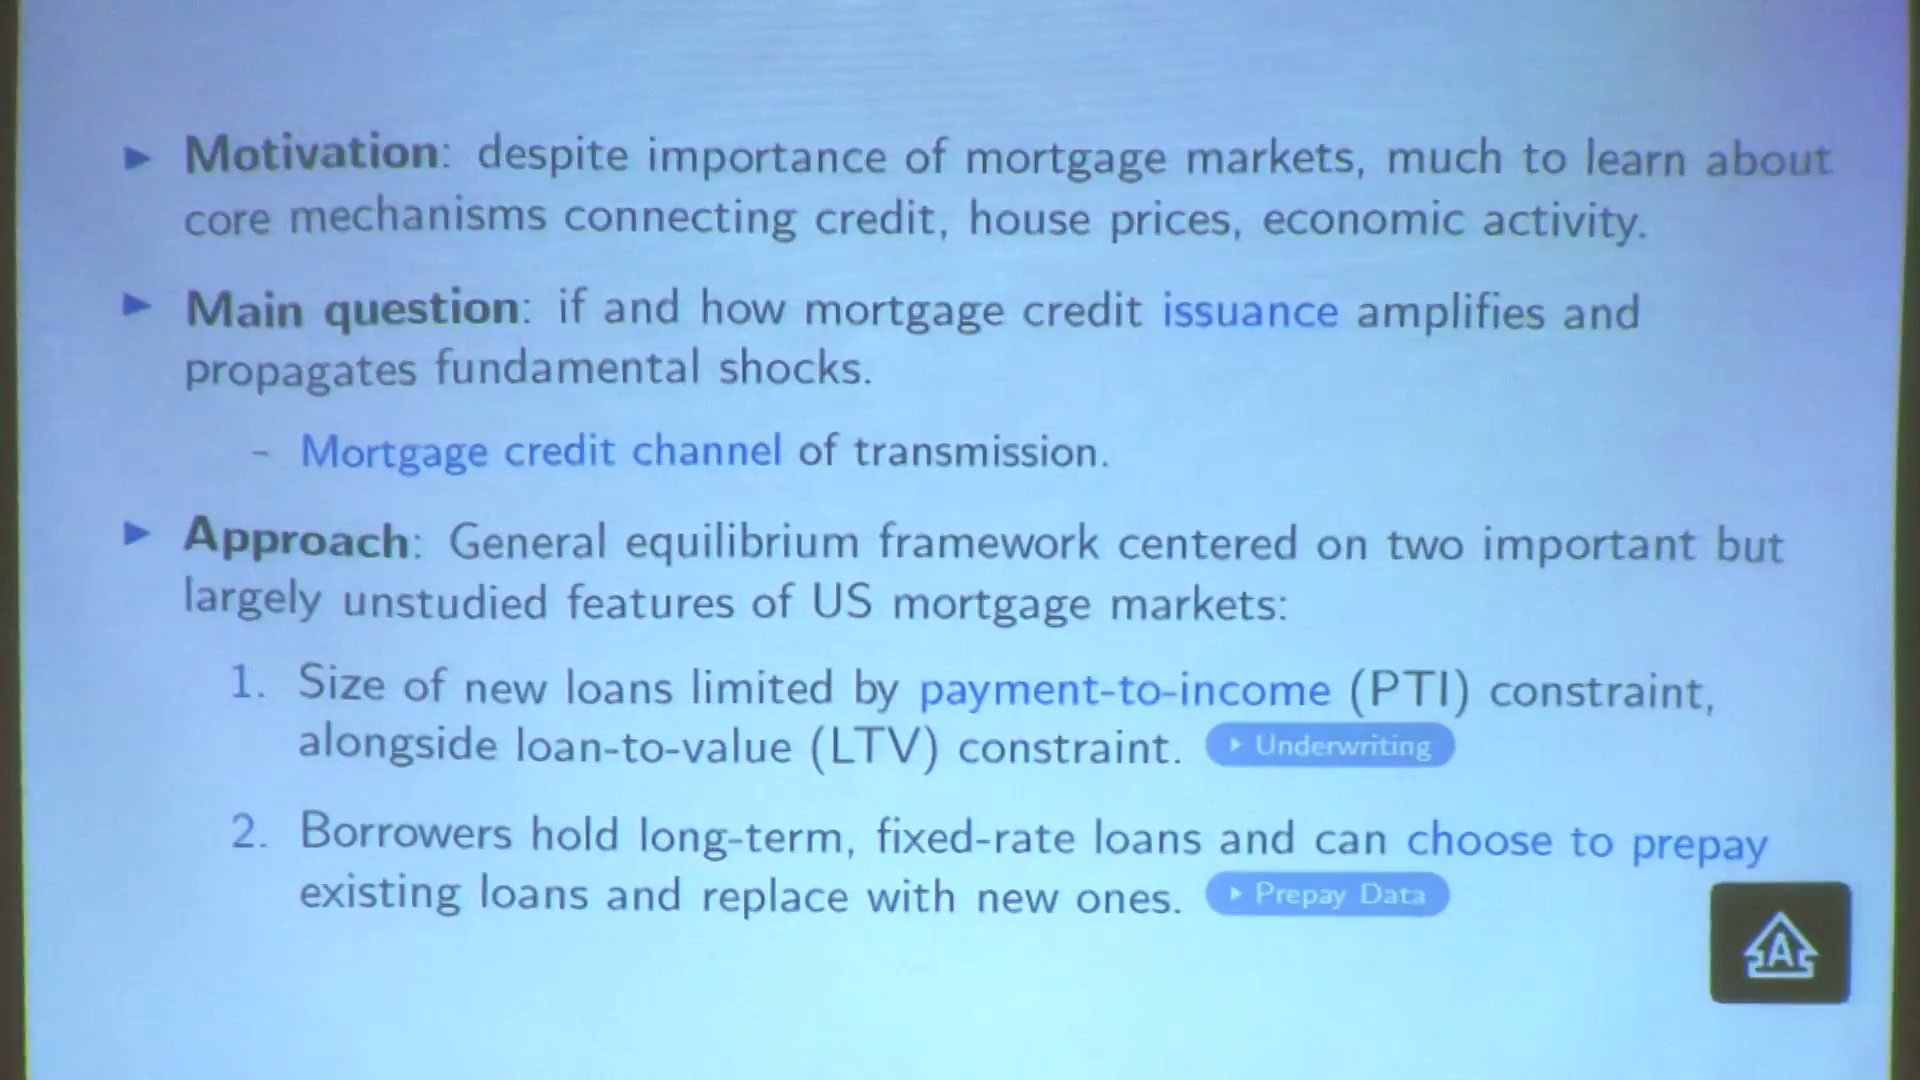 Motivation: despite importance of mortgage markets, much to learn about
core mechanisms connecting credit, house prices, economic activity.
Main question: if and how mortgage credit issuance amplifies and
propagates fundamental shocks.
– Mortgage credit channel of transmission.
Approach: General equilibrium framework centered on two important but
largely unstudied features of US mortgage markets:
1. Size of new loans limited by payment-to-income (PTI) constraint,
alongside loan-to-value (LTV) constraint. Underwriting
2. Borrowers hold long-term, fixed-rate loans and can choose to prepay
existing loans and replace with new ones. Prepay Data
A